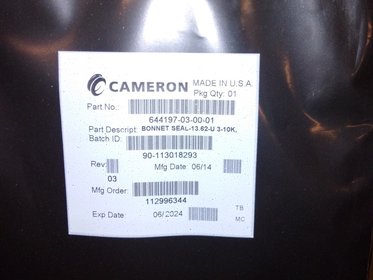 CAMERON
MADE IN U.S.A
Pkg Qty: 01
Part No.:
644197-03-00-01
Part Descript: BONNET SEAL-13.62-U 3-10K,
Batch ID:
90-113018293
Rev:
Mfg Date: 06/14
03
Mfg Order:
112996344
Exp Date: 06/2024
TB
MC